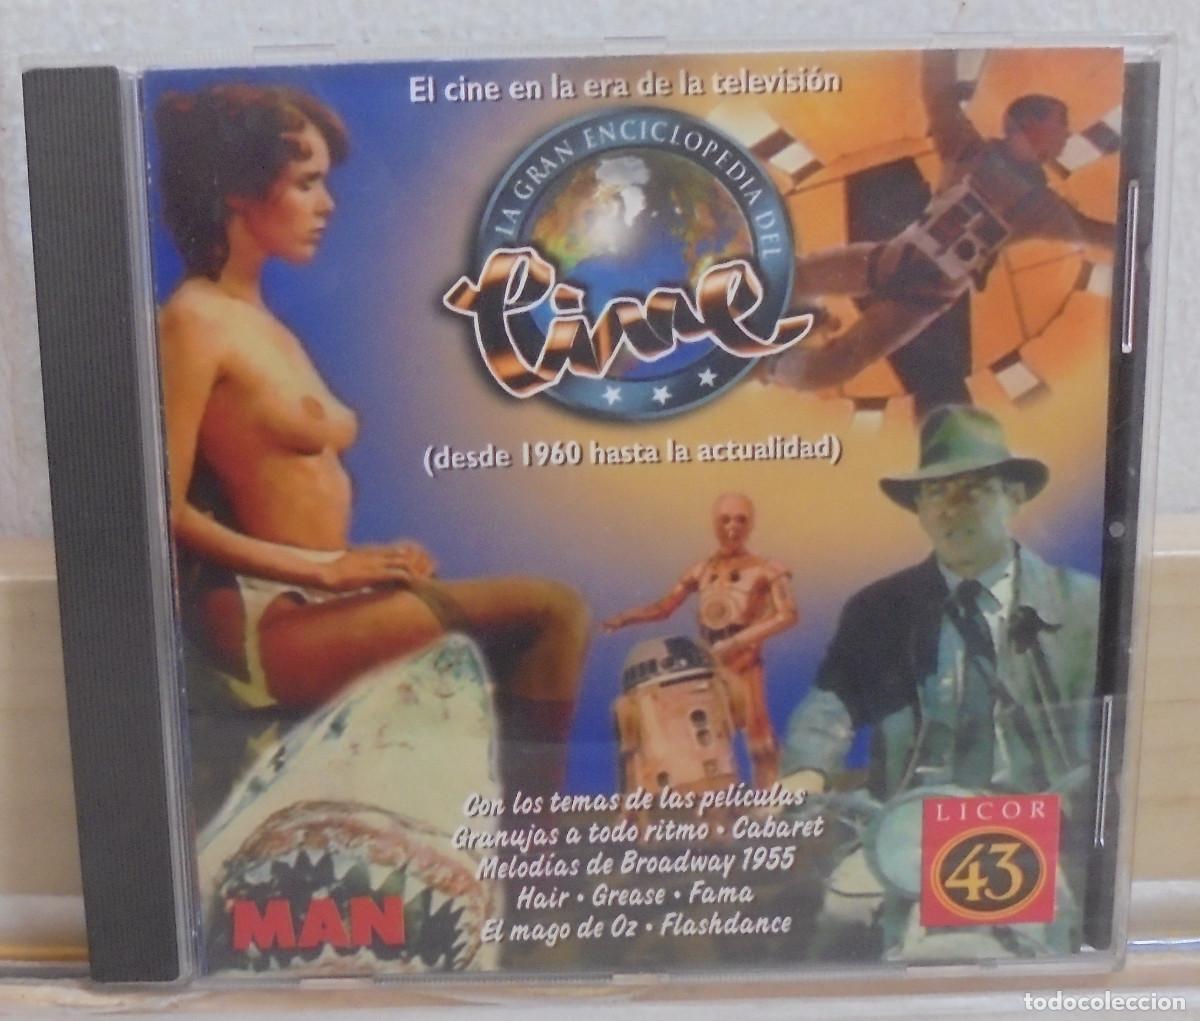 El cine en la era de la televisión
LA GRAN ENCICLOPEDIA DEL
Cine
(desde 1960 hasta la actualidad)
Con los temas de las películas
Granujas a todo ritmo • Cabaret
Melodías de Broadway 1955
Hair • Grease • Fama
El mago de Oz • Flashdance
MAN
LICOR
43
todocoleccion